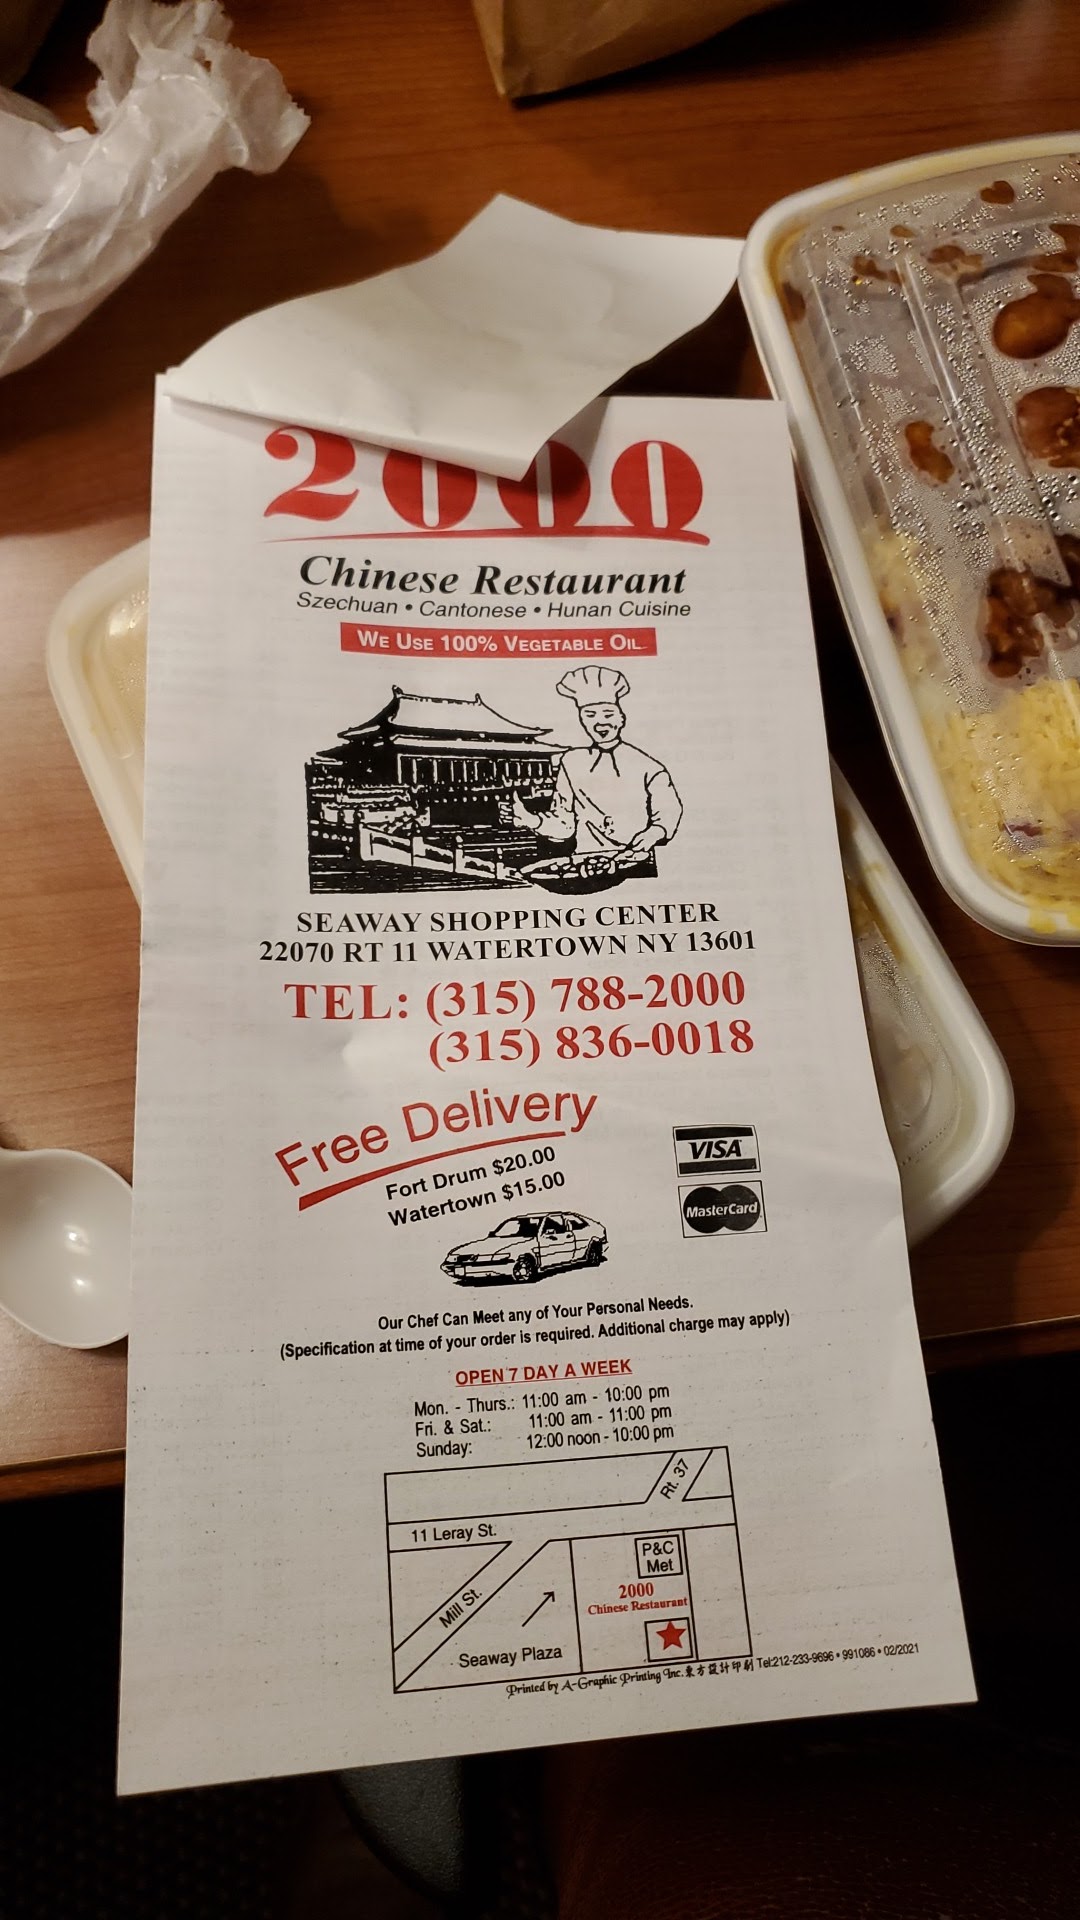 2000
Chinese Restaurant
Szechuan • Cantonese • Hunan Cuisine
WE USE 100% VEGETABLE OIL
SEAWAY SHOPPING CENTER
22070 RT 11 WATERTOWN NY 13601
TEL: (315) 788-2000
(315) 836-0018
Free Delivery
Fort Drum $20.00
Watertown $15.00
VISA
MasterCard
Our Chef Can Meet any of Your Personal Needs.
(Specification at time of your order is required. Additional charge may apply)
OPEN 7 DAY A WEEK
Mon. - Thurs.: 11:00 am - 10:00 pm
Fri. & Sat.: 11:00 am - 11:00 pm
Sunday: 12:00 noon - 10:00 pm
Rt. 37
11 Leray St.
P&C
Met
Mill St.
2000
Chinese Restaurant
Seaway Plaza
Printed by A-Graphic Printing Inc. 東方設計印刷 Tel:212-233-9696 • 991086 • 02/2021